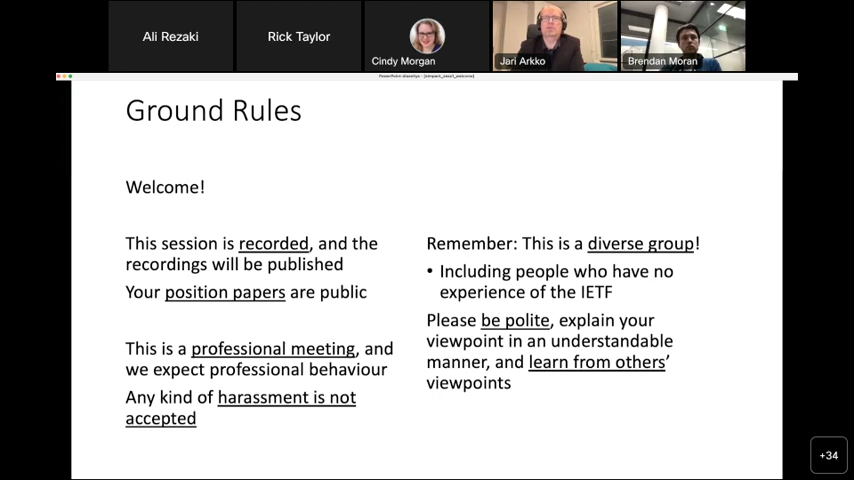 Ali Rezaki
Rick Taylor
Cindy Morgan
Jari Arkko
Brendan Moran
Ground Rules
Welcome!
This session is recorded, and the
recordings will be published
Your position papers are public
This is a professional meeting, and
we expect professional behaviour
Any kind of harassment is not
accepted
Remember: This is a diverse group!
• Including people who have no
experience of the IETF
Please be polite, explain your
viewpoint in an understandable
manner, and learn from others’
viewpoints
+34